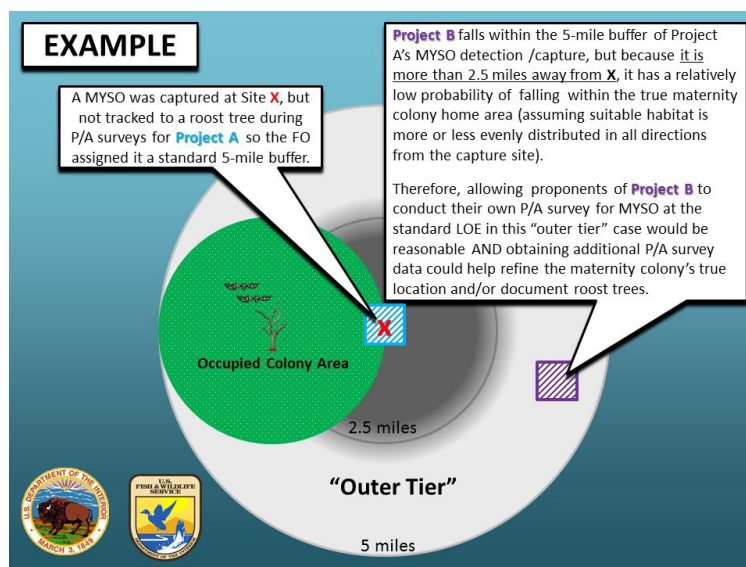 EXAMPLE
A MYSO was captured at Site X, but
not tracked to a roost tree during
P/A surveys for Project A so the FO
assigned it a standard 5-mile buffer.
Project B falls within the 5-mile buffer of Project
A's MYSO detection /capture, but because it is
more than 2.5 miles away from X, it has a relatively
low probability of falling within the true maternity
colony home area (assuming suitable habitat is
more or less evenly distributed in all directions
from the capture site).
Therefore, allowing proponents of Project B to
conduct their own P/A survey for MYSO at the
standard LOE in this "outer tier" case would be
reasonable AND obtaining additional P/A survey
data could help refine the maternity colony's true
location and/or document roost trees.
X
Occupied Colony Area
2.5 miles
"Outer Tier"
5 miles
U.S. DEPARTMENT OF THE INTERIOR
MARCH 3, 1849
U.S.
FISH & WILDLIFE
SERVICE
DEPARTMENT OF THE INTERIOR